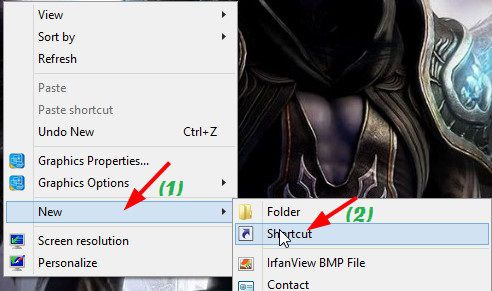 View
Sort by
Refresh
Paste
Paste shortcut
Undo New Ctrl+Z
Graphics Properties...
Graphics Options
(1)
New
Screen resolution
Personalize
Folder
(2)
Shortcut
IrfanView BMP File
Contact